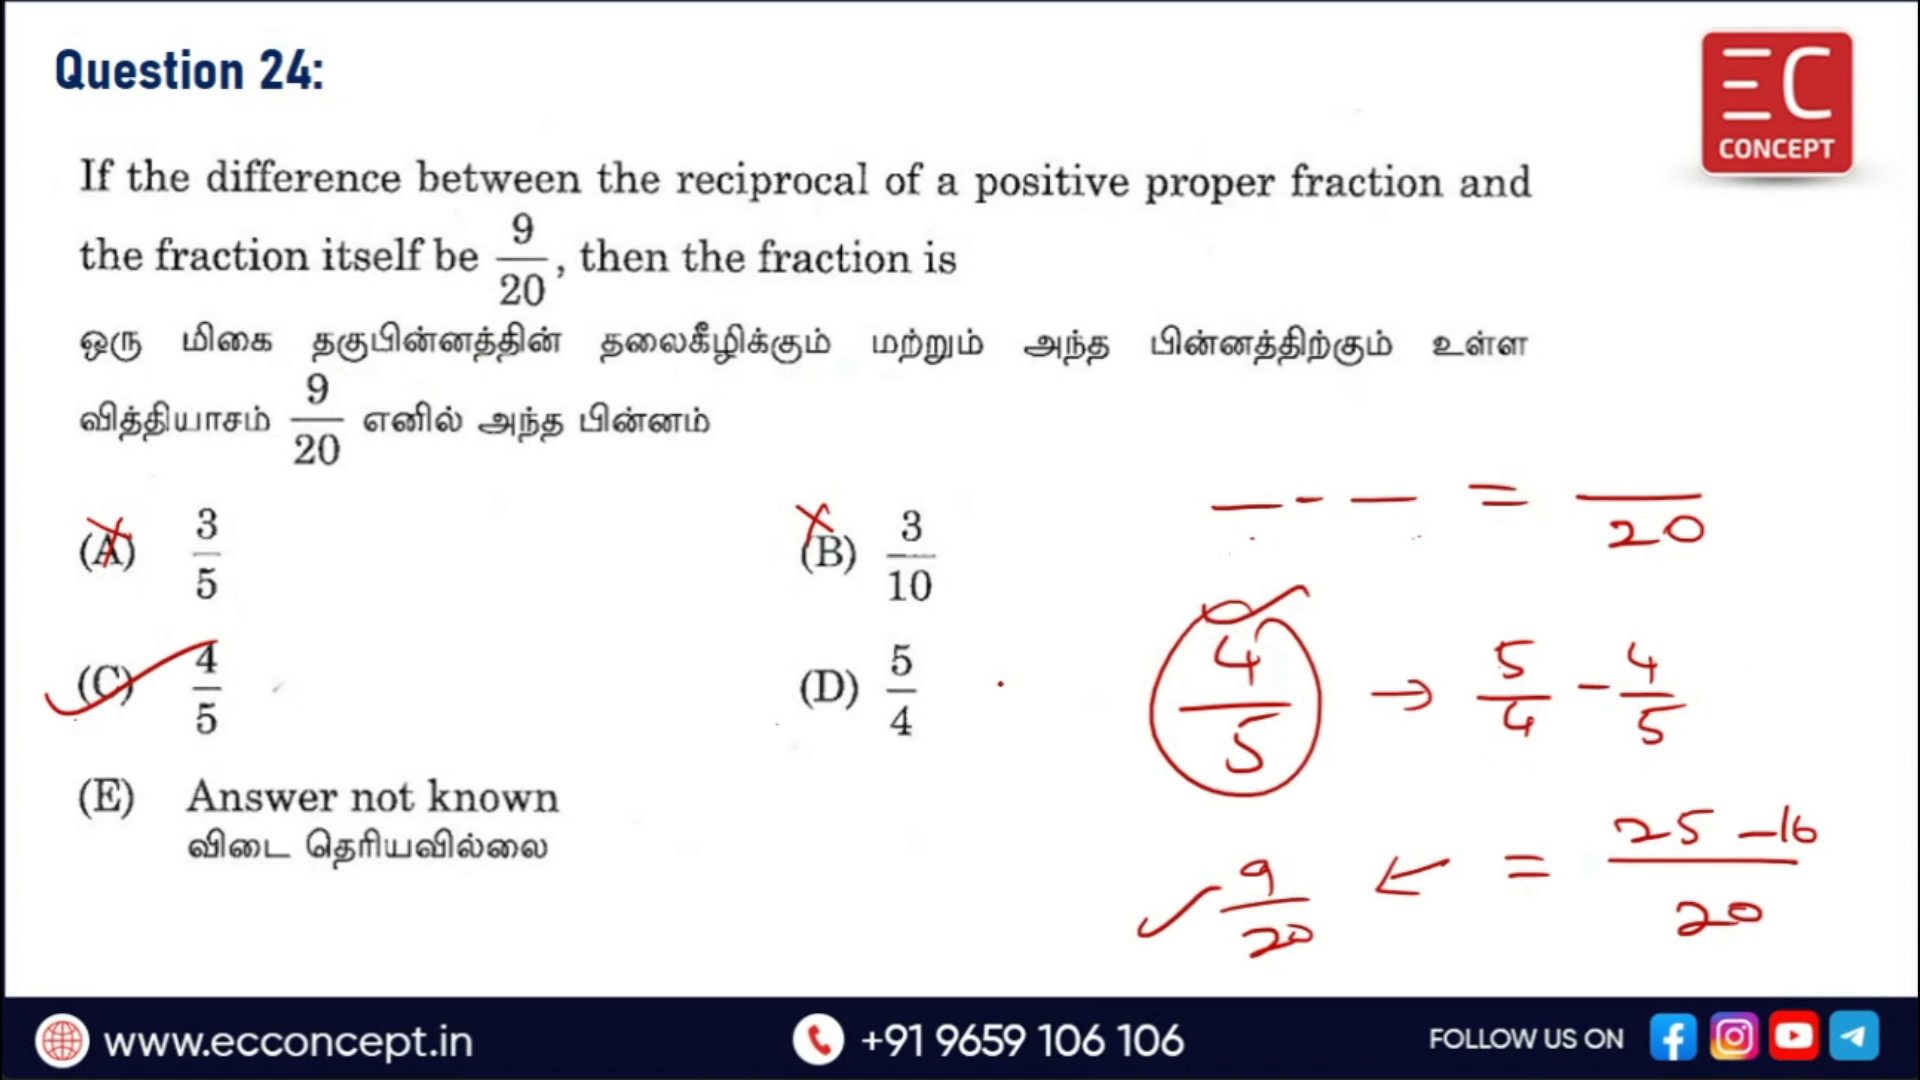 Question 24:
EC
CONCEPT
If the difference between the reciprocal of a positive proper fraction and
the fraction itself be 9/20, then the fraction is
ஒரு மிகை தகுபின்னத்தின் தலைகீழிக்கும் மற்றும் அந்த பின்னத்திற்கும் உள்ள
வித்தியாசம் 9/20 எனில் அந்த பின்னம்
(A) 3/5
(B) 3/10
(C) 4/5
(D) 5/4
(E) Answer not known
விடை தெரியவில்லை
— - — = —/20
4/5 → 5/4 - 4/5
9/20 ← = 25-16/20
www.ecconcept.in
+91 9659 106 106
FOLLOW US ON